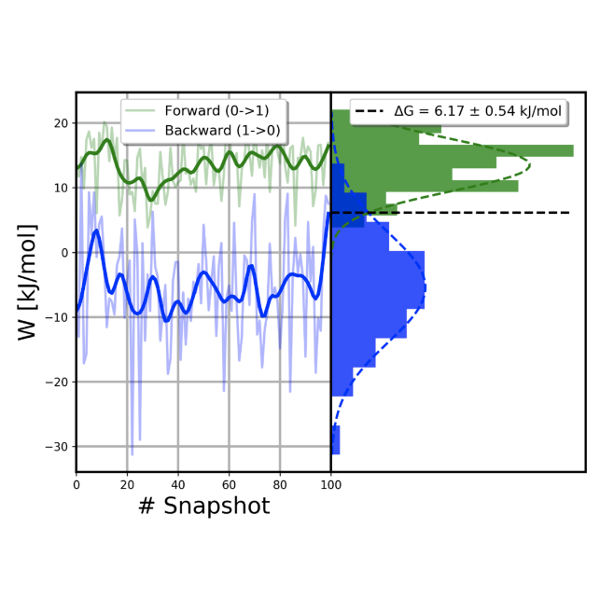 Forward (0->1)
Backward (1->0)
ΔG = 6.17 ± 0.54 kJ/mol
20
10
0
−10
−20
−30
W [kJ/mol]
0 20 40 60 80 100
# Snapshot